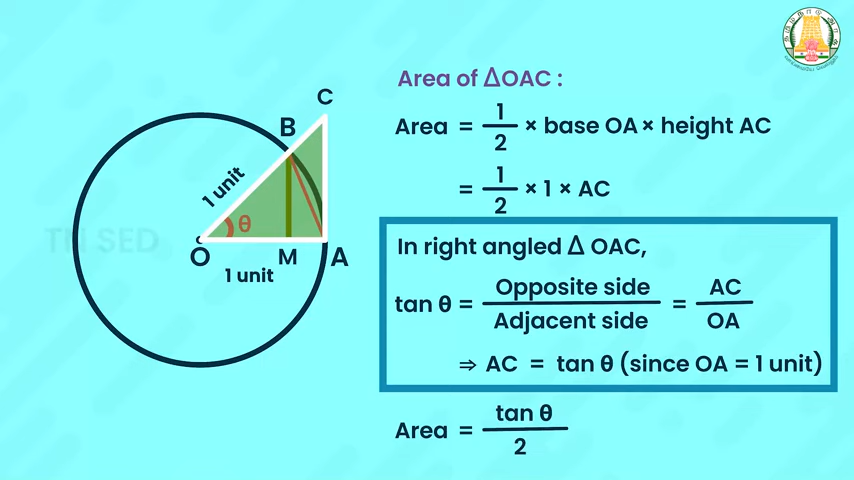 Area of ΔOAC :
Area = 1/2 × base OA × height AC
= 1/2 × 1 × AC
In right angled Δ OAC,
tan θ = Opposite side/Adjacent side = AC/OA
⇒ AC = tan θ (since OA = 1 unit)
Area = tan θ/2
C
B
1 unit
θ
O
M
A
1 unit
TN SED